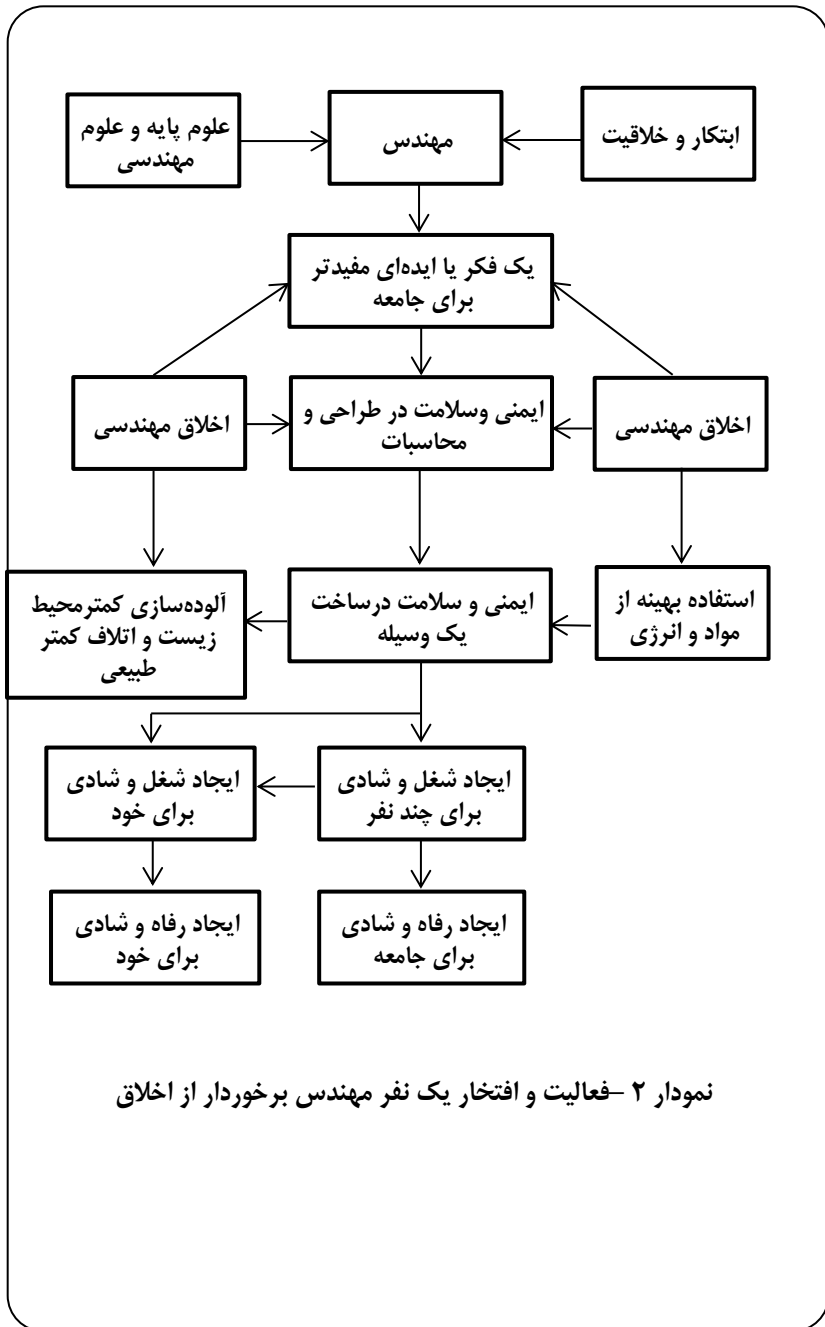 ابتکار و خلاقیت
مهندس
علوم پایه و علوم
مهندسی
یک فکر یا ایده‌ای مفیدتر
برای جامعه
اخلاق مهندسی
ایمنی وسلامت در طراحی و
محاسبات
اخلاق مهندسی
استفاده بهینه از
مواد و انرژی
ایمنی و سلامت درساخت
یک وسیله
آلوده‌سازی کمترمحیط
زیست و اتلاف کمتر
طبیعی
ایجاد شغل و شادی
برای چند نفر
ایجاد شغل و شادی
برای خود
ایجاد رفاه و شادی
برای جامعه
ایجاد رفاه و شادی
برای خود
نمودار ۲ –فعالیت و افتخار یک نفر مهندس برخوردار از اخلاق